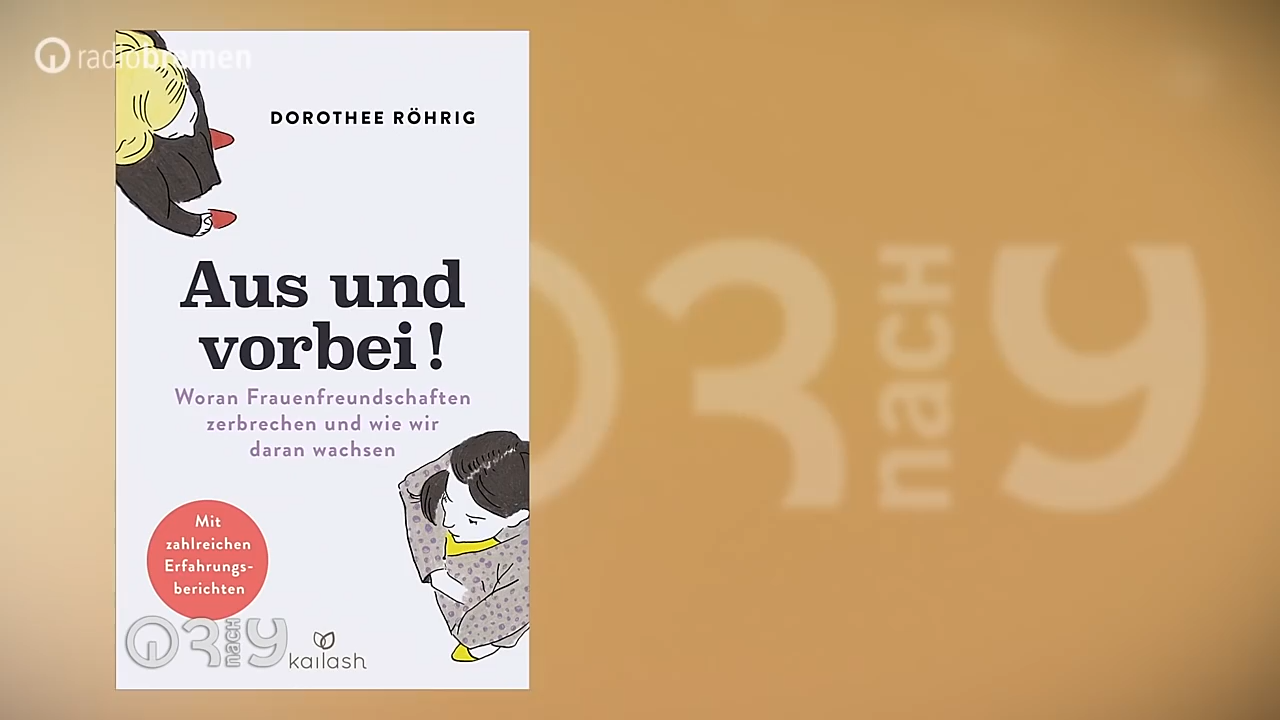 radiobremen
DOROTHEE RÖHRIG
Aus und
vorbei!
Woran Frauenfreundschaften
zerbrechen und wie wir
daran wachsen
Mit
zahlreichen
Erfahrungs-
berichten
3 nach 9
kailash
3 nach 9